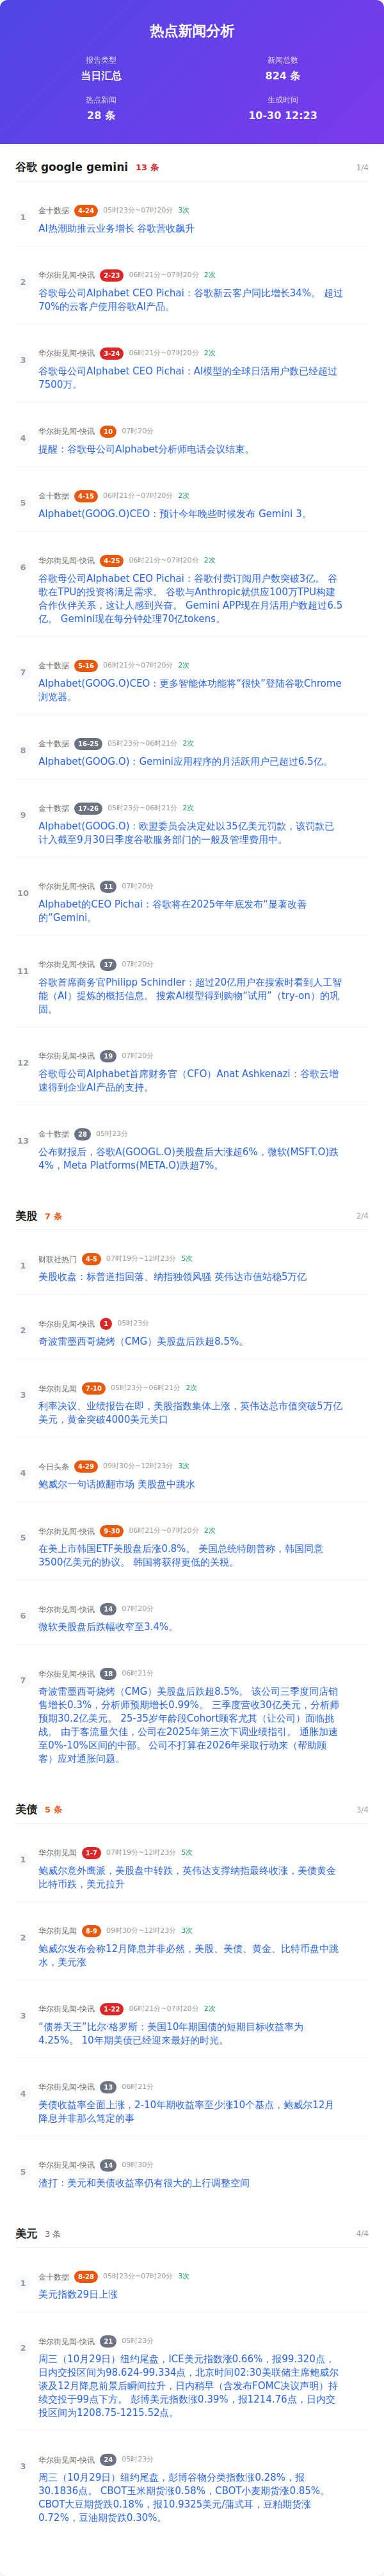 热点新闻分析
报告类型
当日汇总
新闻总数
824 条
热点新闻
28 条
生成时间
10-30 12:23
谷歌 google gemini 13 条 1/4
1
金十数据 4-24 05时23分~07时20分 3次
AI热潮助推云业务增长 谷歌营收飙升
2
华尔街见闻-快讯 2-23 06时21分~07时20分 2次
谷歌母公司Alphabet CEO Pichai：谷歌新云客户同比增长34%。 超过
70%的云客户使用谷歌AI产品。
3
华尔街见闻-快讯 3-24 06时21分~07时20分 2次
谷歌母公司Alphabet CEO Pichai：AI模型的全球日活用户数已经超过
7500万。
4
华尔街见闻-快讯 10 07时20分
提醒：谷歌母公司Alphabet分析师电话会议结束。
5
金十数据 4-15 06时21分~07时20分 2次
Alphabet(GOOG.O)CEO：预计今年晚些时候发布 Gemini 3。
6
华尔街见闻-快讯 4-25 06时21分~07时20分 2次
谷歌母公司Alphabet CEO Pichai：谷歌付费订阅用户数突破3亿。 谷
歌在TPU的投资将满足需求。 谷歌与Anthropic就供应100万TPU构建
合作伙伴关系，这让人感到兴奋。 Gemini APP现在月活用户数超过6.5
亿。 Gemini现在每分钟处理70亿tokens。
7
金十数据 5-16 06时21分~07时20分 2次
Alphabet(GOOG.O)CEO：更多智能体功能将“很快”登陆谷歌Chrome
浏览器。
8
金十数据 16-25 05时23分~06时21分 2次
Alphabet(GOOG.O)：Gemini应用程序的月活跃用户已超过6.5亿。
9
金十数据 17-26 05时23分~06时21分 2次
Alphabet(GOOG.O)：欧盟委员会决定处以35亿美元罚款，该罚款已
计入截至9月30日季度谷歌服务部门的一般及管理费用中。
10
华尔街见闻-快讯 11 07时20分
Alphabet的CEO Pichai：谷歌将在2025年年底发布“显著改善
的”Gemini。
11
华尔街见闻-快讯 17 07时20分
谷歌首席商务官Philipp Schindler：超过20亿用户在搜索时看到人工智
能（AI）提炼的概括信息。 搜索AI模型得到购物“试用”（try-on）的巩
固。
12
华尔街见闻-快讯 19 07时20分
谷歌母公司Alphabet首席财务官（CFO）Anat Ashkenazi：谷歌云增
速得到企业AI产品的支持。
13
金十数据 28 05时23分
公布财报后，谷歌A(GOOGL.O)美股盘后大涨超6%，微软(MSFT.O)跌
4%，Meta Platforms(META.O)跌超7%。
美股 7 条 2/4
1
财联社热门 4-5 07时19分~12时23分 5次
美股收盘：标普道指回落、纳指独领风骚 英伟达市值站稳5万亿
2
华尔街见闻-快讯 1 05时23分
奇波雷墨西哥烧烤（CMG）美股盘后跌超8.5%。
3
华尔街见闻 7-10 05时23分~06时21分 2次
利率决议、业绩报告在即，美股指数集体上涨，英伟达总市值突破5万亿
美元，黄金突破4000美元关口
4
今日头条 4-29 09时30分~12时23分 3次
鲍威尔一句话掀翻市场 美股盘中跳水
5
华尔街见闻-快讯 9-30 06时21分~07时20分 2次
在美上市韩国ETF美股盘后涨0.8%。 美国总统特朗普称，韩国同意
3500亿美元的协议。 韩国将获得更低的关税。
6
华尔街见闻-快讯 14 07时20分
微软美股盘后跌幅收窄至3.4%。
7
华尔街见闻-快讯 18 06时21分
奇波雷墨西哥烧烤（CMG）美股盘后跌超8.5%。 该公司三季度同店销
售增长0.3%，分析师预期增长0.99%。 三季度营收30亿美元，分析师
预期30.2亿美元。 25-35岁年龄段Cohort顾客尤其（让公司）面临挑
战。 由于客流量欠佳，公司在2025年第三次下调业绩指引。 通胀加速
至0%-10%区间的中部。 公司不打算在2026年采取行动来（帮助顾
客）应对通胀问题。
美债 5 条 3/4
1
华尔街见闻 1-7 07时19分~12时23分 5次
鲍威尔意外鹰派，美股盘中转跌，英伟达支撑纳指最终收涨，美债黄金
比特币跌，美元拉升
2
华尔街见闻 8-9 09时30分~12时23分 3次
鲍威尔发布会称12月降息并非必然，美股、美债、黄金、比特币盘中跳
水，美元涨
3
华尔街见闻-快讯 1-22 06时21分~07时20分 2次
“债券天王”比尔·格罗斯：美国10年期国债的短期目标收益率为
4.25%。 10年期美债已经迎来最好的时光。
4
华尔街见闻-快讯 13 06时21分
美债收益率全面上涨，2-10年期收益率至少涨10个基点，鲍威尔12月
降息并非那么笃定的事
5
华尔街见闻-快讯 14 09时30分
渣打：美元和美债收益率仍有很大的上行调整空间
美元 3 条 4/4
1
金十数据 8-28 05时23分~07时20分 3次
美元指数29日上涨
2
华尔街见闻-快讯 21 05时23分
周三（10月29日）纽约尾盘，ICE美元指数涨0.66%，报99.320点，
日内交投区间为98.624-99.334点，北京时间02:30美联储主席鲍威尔
谈及12月降息前景后瞬间拉升，日内稍早（含发布FOMC决议声明）持
续交投于99点下方。 彭博美元指数涨0.39%，报1214.76点，日内交
投区间为1208.75-1215.52点。
3
华尔街见闻-快讯 24 05时23分
周三（10月29日）纽约尾盘，彭博谷物分类指数涨0.28%，报
30.1836点。 CBOT玉米期货涨0.58%，CBOT小麦期货涨0.85%。
CBOT大豆期货跌0.18%，报10.9325美元/蒲式耳，豆粕期货涨
0.72%，豆油期货跌0.30%。